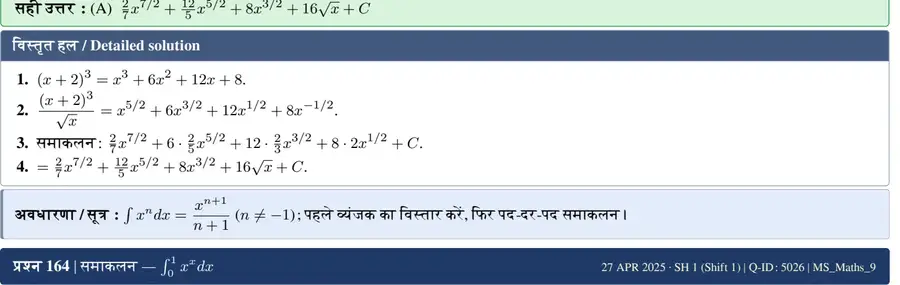 सही उत्तर : (A) 2/7 x^{7/2} + 12/5 x^{5/2} + 8x^{3/2} + 16√x + C
विस्तृत हल / Detailed solution
1. (x + 2)^3 = x^3 + 6x^2 + 12x + 8.
2. (x + 2)^3/√x = x^{5/2} + 6x^{3/2} + 12x^{1/2} + 8x^{−1/2}.
3. समाकलन: 2/7 x^{7/2} + 6 · 2/5 x^{5/2} + 12 · 2/3 x^{3/2} + 8 · 2x^{1/2} + C.
4. = 2/7 x^{7/2} + 12/5 x^{5/2} + 8x^{3/2} + 16√x + C.
अवधारणा / सूत्र : ∫ x^n dx = x^{n+1}/(n + 1) (n ≠ −1); पहले व्यंजक का विस्तार करें, फिर पद-दर-पद समाकलन।
प्रश्न 164 | समाकलन — ∫_0^1 x^x dx 27 APR 2025 · SH 1 (Shift 1) | Q-ID: 5026 | MS_Maths_9